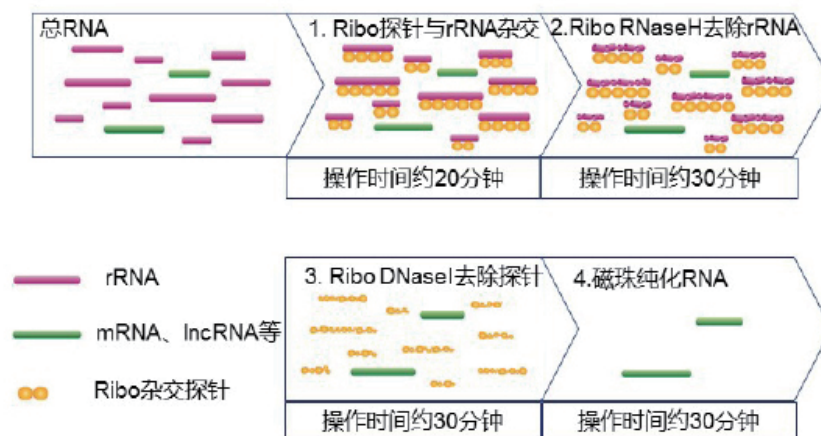 总RNA
1. Ribo探针与rRNA杂交
2.Ribo RNaseH去除rRNA
操作时间约20分钟
操作时间约30分钟
rRNA
mRNA、lncRNA等
Ribo杂交探针
3. Ribo DNaseI去除探针
4.磁珠纯化RNA
操作时间约30分钟
操作时间约30分钟